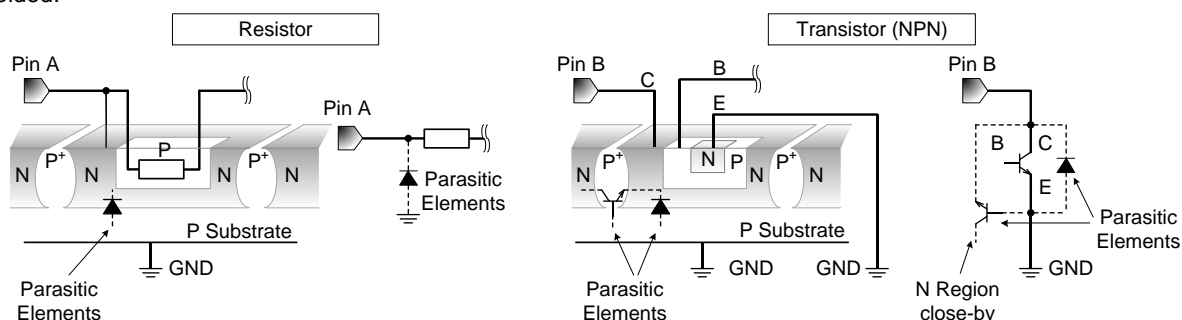 Resistor
Transistor (NPN)
Pin A
Pin A
P
N
P+
N
N
P+
N
Parasitic
Elements
P Substrate
GND
Parasitic
Elements
Pin B
C
B
E
N
P+
N
N
P
N
P+
N
P Substrate
GND
GND
Parasitic
Elements
Pin B
B
C
E
Parasitic
Elements
GND
N Region
close-by